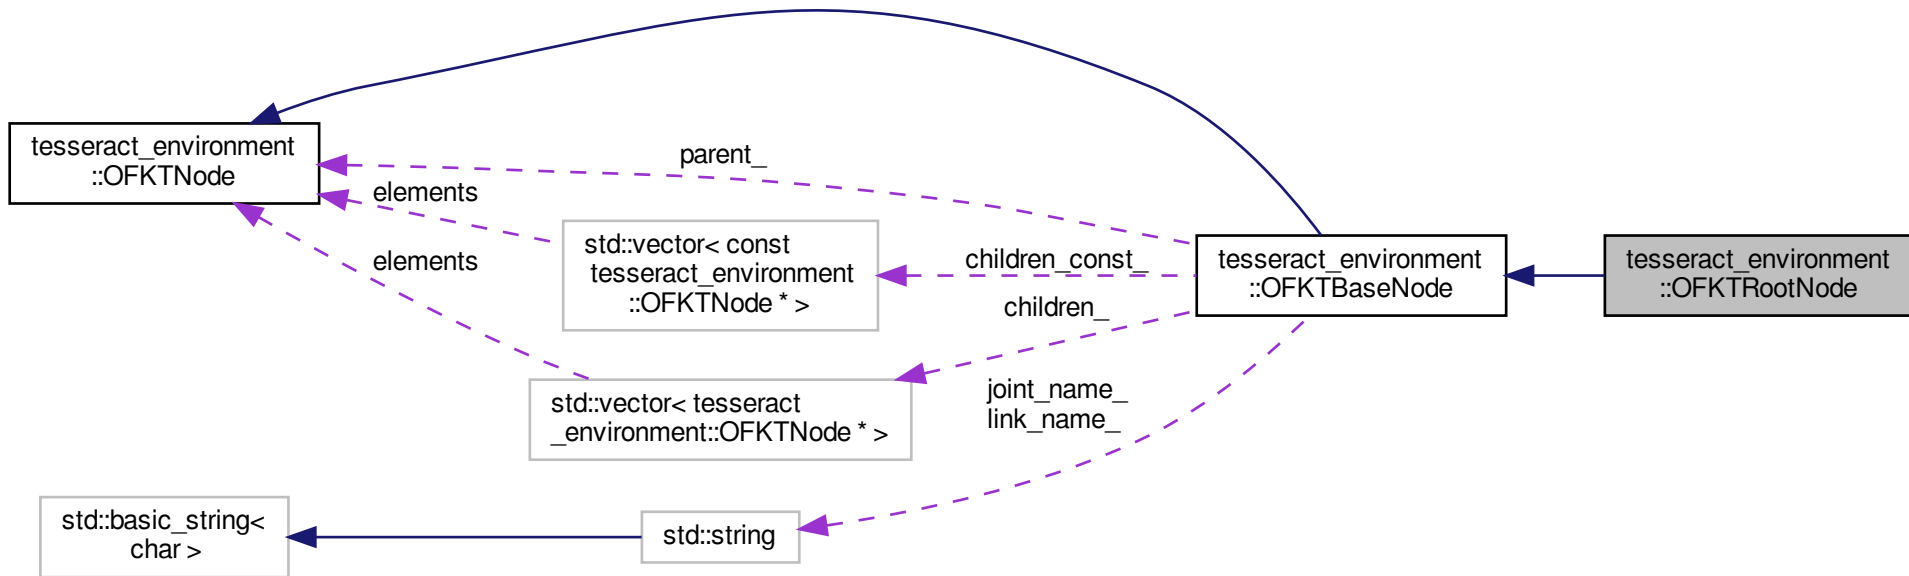 tesseract_environment
::OFKTNode
parent_
elements
elements
std::vector< const
tesseract_environment
::OFKTNode * >
children_const_
children_
std::vector< tesseract
_environment::OFKTNode * >
joint_name_
link_name_
tesseract_environment
::OFKTBaseNode
tesseract_environment
::OFKTRootNode
std::basic_string<
char >
std::string